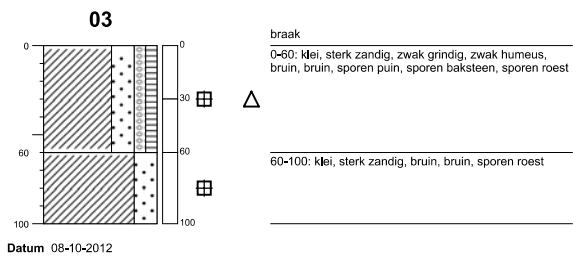 03
braak
0 0
0-60: klei, sterk zandig, zwak grindig, zwak humeus,
bruin, bruin, sporen puin, sporen baksteen, sporen roest
30
60 60
60-100: klei, sterk zandig, bruin, bruin, sporen roest
100 100
Datum 08-10-2012